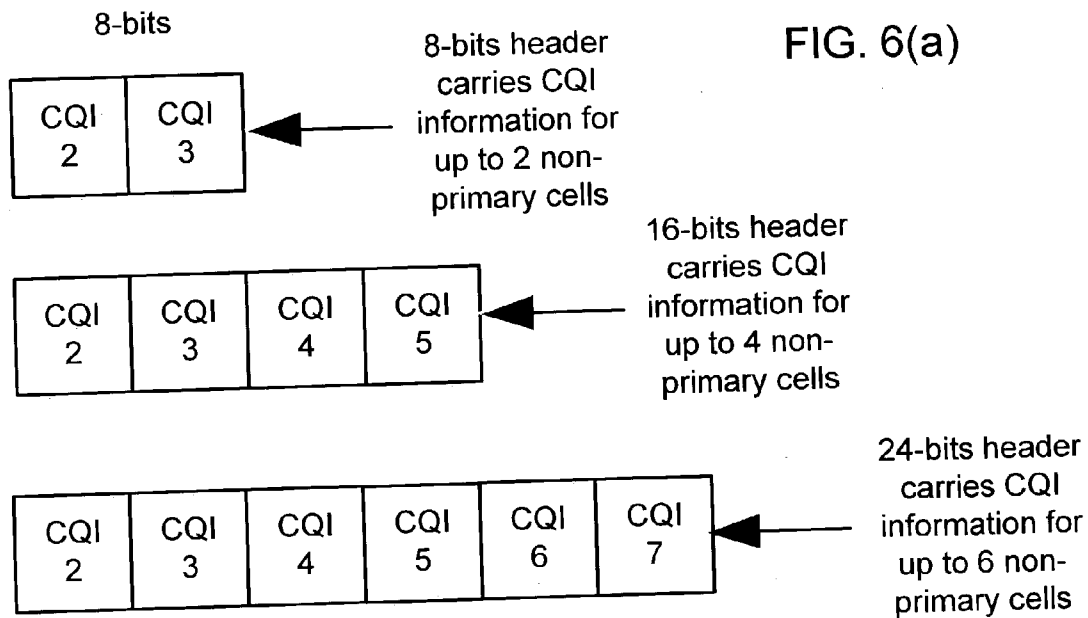 8-bits
FIG. 6(a)
CQI
2
CQI
3
8-bits header
carries CQI
information for
up to 2 non-
primary cells
CQI
2
CQI
3
CQI
4
CQI
5
16-bits header
carries CQI
information for
up to 4 non-
primary cells
CQI
2
CQI
3
CQI
4
CQI
5
CQI
6
CQI
7
24-bits header
carries CQI
information for
up to 6 non-
primary cells